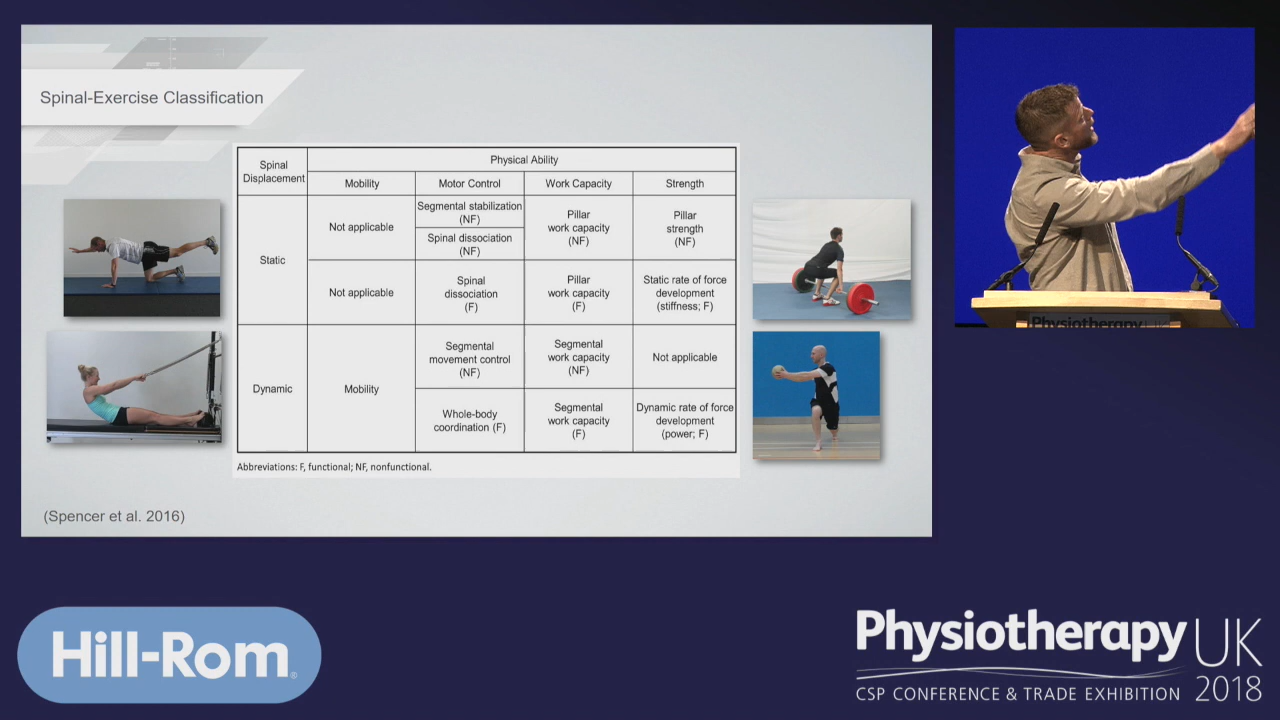 Spinal-Exercise Classification
Spinal
Displacement
Physical Ability
Mobility
Motor Control
Work Capacity
Strength
Static
Not applicable
Segmental stabilization
(NF)
Spinal dissociation
(NF)
Pillar
work capacity
(NF)
Pillar
strength
(NF)
Not applicable
Spinal
dissociation
(F)
Pillar
work capacity
(F)
Static rate of force
development
(stiffness; F)
Dynamic
Mobility
Segmental
movement control
(NF)
Segmental
work capacity
(NF)
Not applicable
Whole-body
coordination (F)
Segmental
work capacity
(F)
Dynamic rate of force
development
(power; F)
Abbreviations: F, functional; NF, nonfunctional.
(Spencer et al. 2016)
Physiotherapy UK
Hill-Rom®
Physiotherapy UK
CSP CONFERENCE & TRADE EXHIBITION 2018